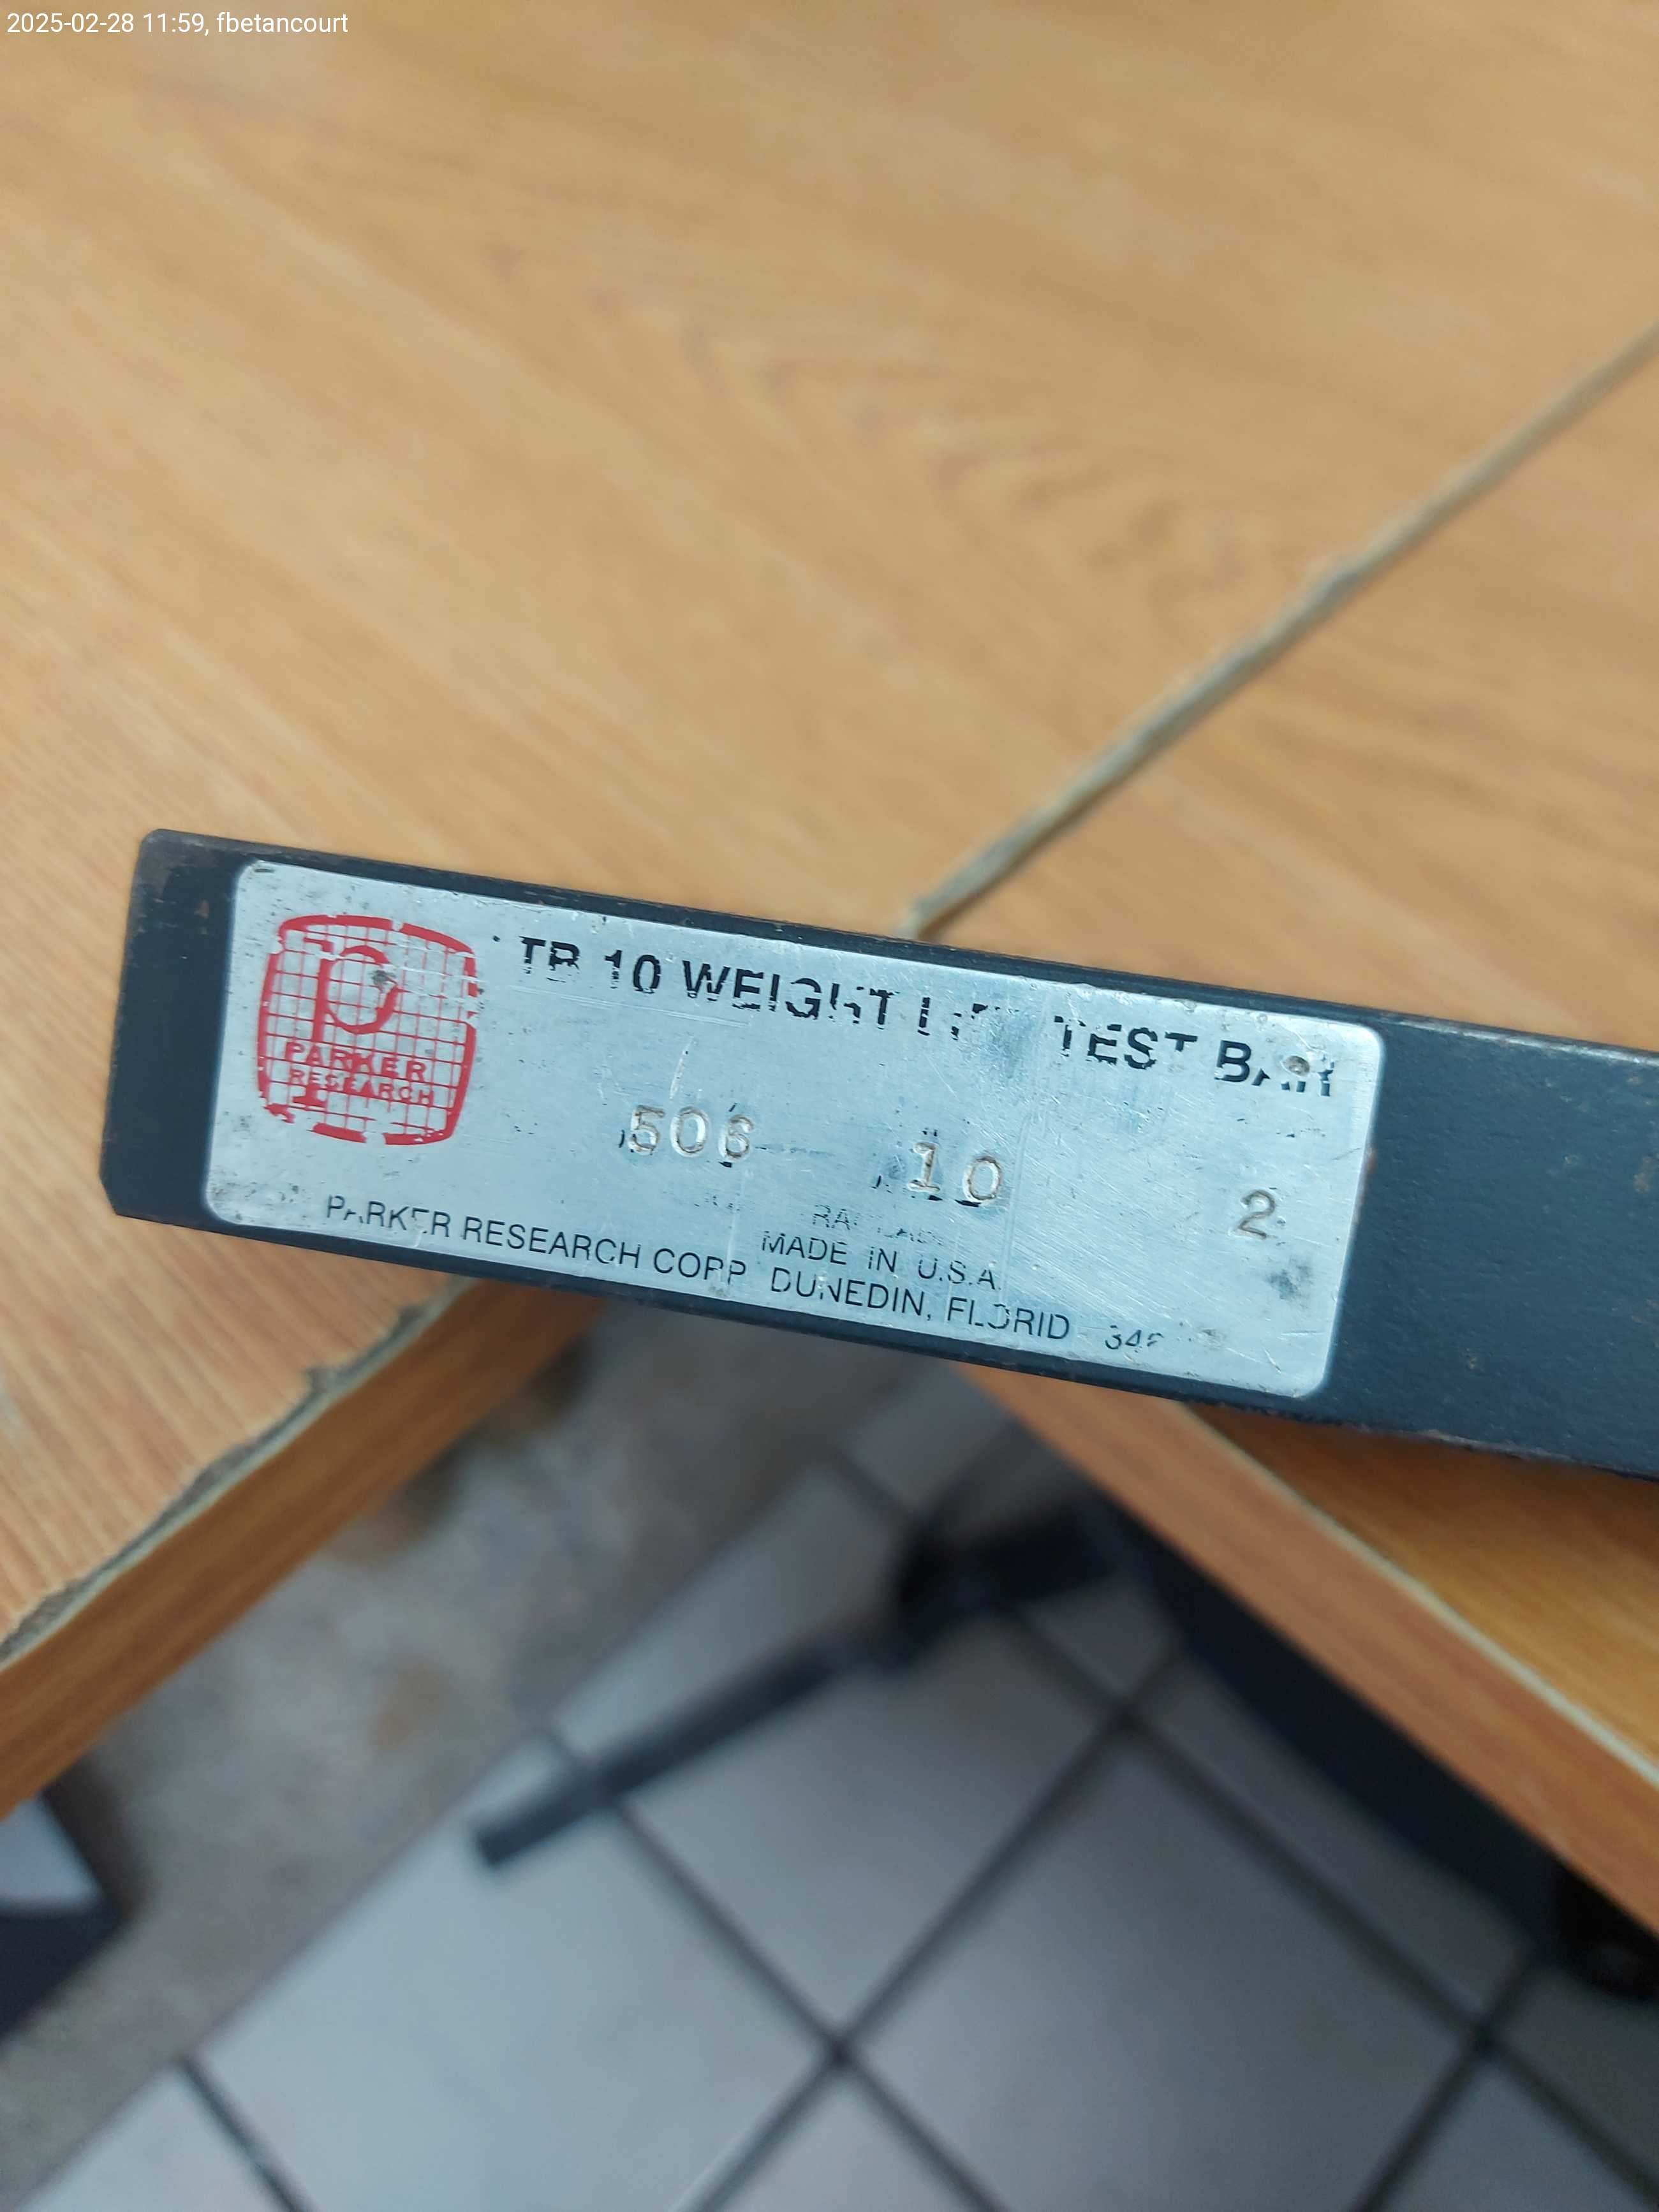 2025-02-28 11:59, fbetancourt
TB 10 WEIGHT TEST BAR
PARKER
RESEARCH
506 10 2
MADE IN U.S.A.
PARKER RESEARCH CORP DUNEDIN, FLORID